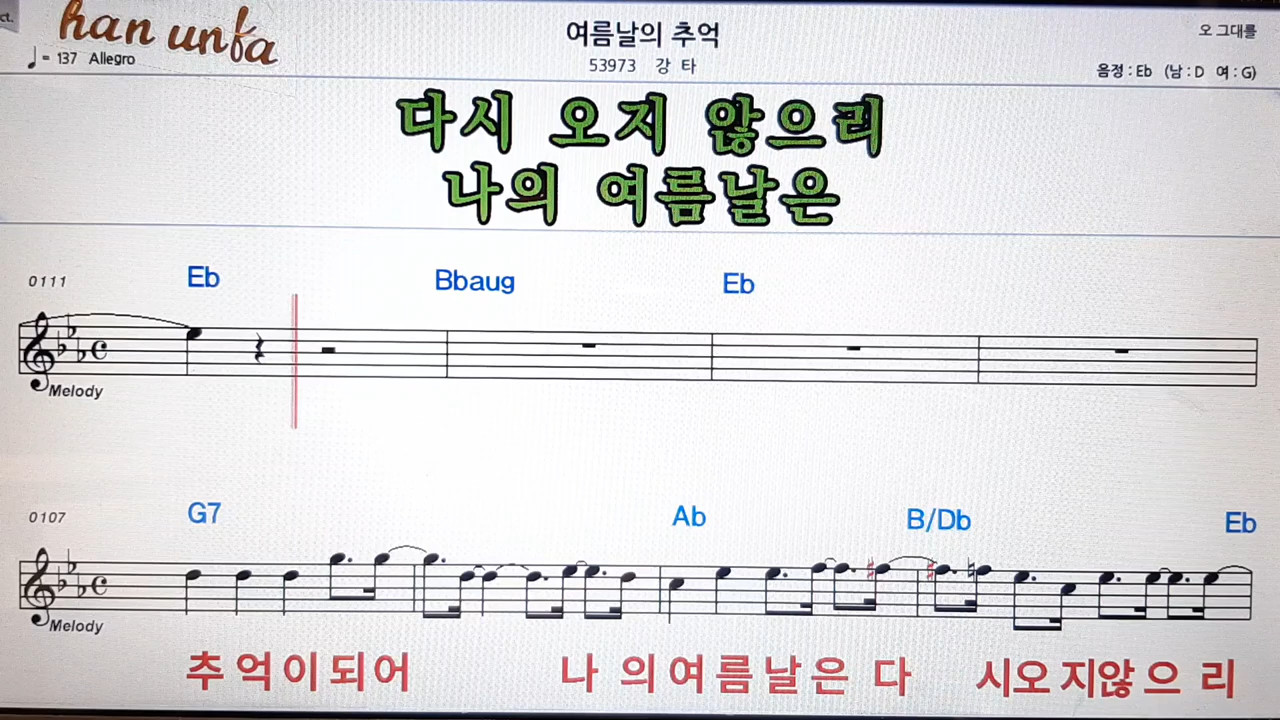 ct.
han unfa
여름날의 추억
오 그대를
♩ = 137 Allegro
53973 강 타
음정 : Eb (남 : D 여 : G)
다시 오지 않으리
나의 여름날은
0111
Eb Bbaug Eb
Melody
0107
G7 Ab B/Db Eb
Melody
추 억 이 되 어 나 의 여 름 날 은 다 시 오 지 않 으 리